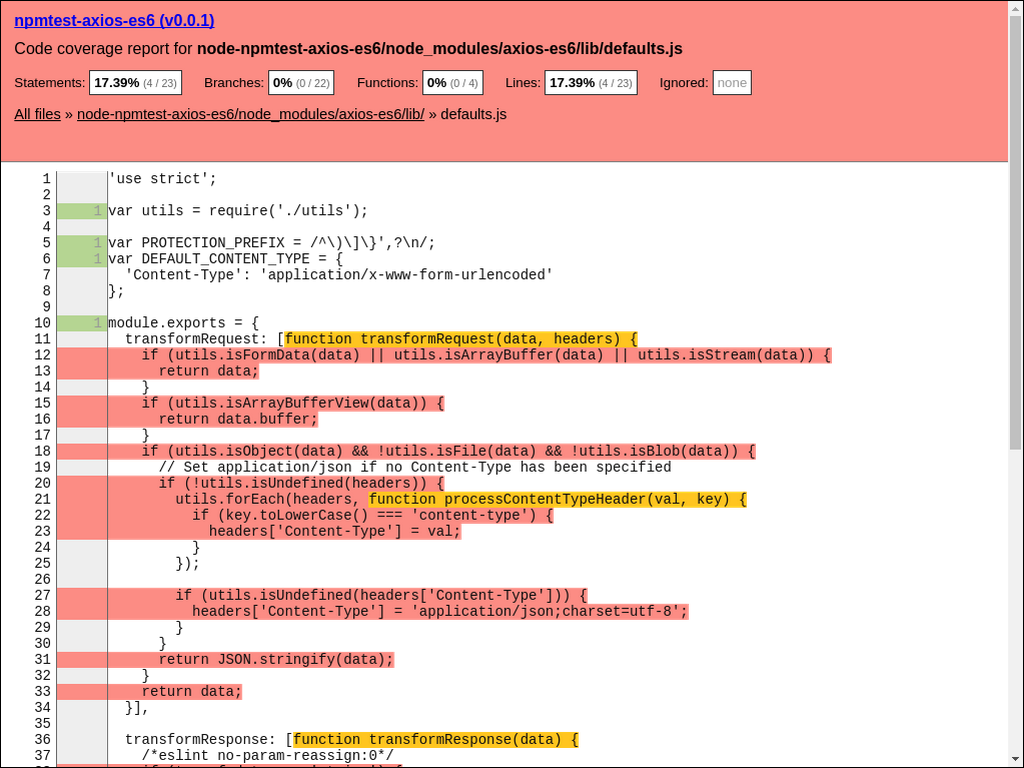 npmtest-axios-es6 (v0.0.1)
Code coverage report for node-npmtest-axios-es6/node_modules/axios-es6/lib/defaults.js
Statements: 17.39% (4 / 23) Branches: 0% (0 / 22) Functions: 0% (0 / 4) Lines: 17.39% (4 / 23) Ignored: none
All files » node-npmtest-axios-es6/node_modules/axios-es6/lib/ » defaults.js
1 'use strict';
2
3 1 var utils = require('./utils');
4
5 1 var PROTECTION_PREFIX = /^\)\]\}',?\n/;
6 1 var DEFAULT_CONTENT_TYPE = {
7 'Content-Type': 'application/x-www-form-urlencoded'
8 };
9
10 1 module.exports = {
11 transformRequest: [function transformRequest(data, headers) {
12 if (utils.isFormData(data) || utils.isArrayBuffer(data) || utils.isStream(data)) {
13 return data;
14 }
15 if (utils.isArrayBufferView(data)) {
16 return data.buffer;
17 }
18 if (utils.isObject(data) && !utils.isFile(data) && !utils.isBlob(data)) {
19 // Set application/json if no Content-Type has been specified
20 if (!utils.isUndefined(headers)) {
21 utils.forEach(headers, function processContentTypeHeader(val, key) {
22 if (key.toLowerCase() === 'content-type') {
23 headers['Content-Type'] = val;
24 }
25 });
26
27 if (utils.isUndefined(headers['Content-Type'])) {
28 headers['Content-Type'] = 'application/json;charset=utf-8';
29 }
30 }
31 return JSON.stringify(data);
32 }
33 return data;
34 }],
35
36 transformResponse: [function transformResponse(data) {
37 /*eslint no-param-reassign:0*/